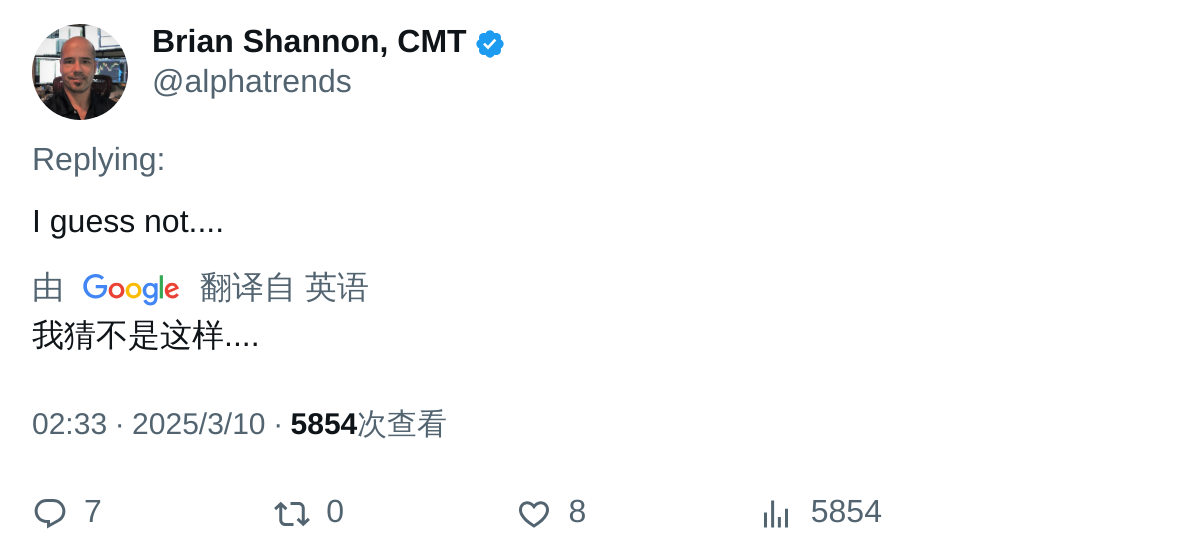 Brian Shannon, CMT
@alphatrends
Replying:
I guess not....
由 Google 翻译自 英语
我猜不是这样....
02:33 · 2025/3/10 · 5854次查看
7 0 8 5854